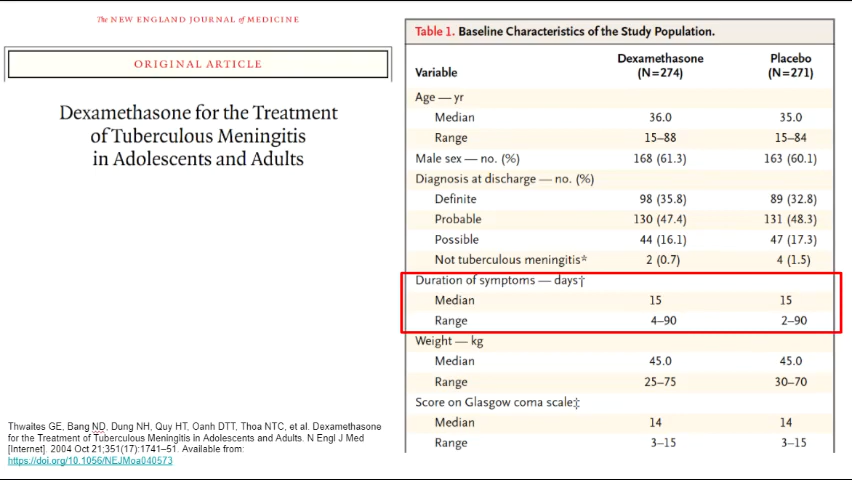 The NEW ENGLAND JOURNAL of MEDICINE
ORIGINAL ARTICLE
Dexamethasone for the Treatment
of Tuberculous Meningitis
in Adolescents and Adults
Thwaites GE, Bang ND, Dung NH, Quy HT, Oanh DTT, Thoa NTC, et al. Dexamethasone
for the Treatment of Tuberculous Meningitis in Adolescents and Adults. N Engl J Med
[Internet]. 2004 Oct 21;351(17):1741–51. Available from:
https://doi.org/10.1056/NEJMoa040573
Table 1. Baseline Characteristics of the Study Population.
Variable Dexamethasone (N=274) Placebo (N=271)
Age — yr
Median 36.0 35.0
Range 15–88 15–84
Male sex — no. (%) 168 (61.3) 163 (60.1)
Diagnosis at discharge — no. (%)
Definite 98 (35.8) 89 (32.8)
Probable 130 (47.4) 131 (48.3)
Possible 44 (16.1) 47 (17.3)
Not tuberculous meningitis* 2 (0.7) 4 (1.5)
Duration of symptoms — days†
Median 15 15
Range 4–90 2–90
Weight — kg
Median 45.0 45.0
Range 25–75 30–70
Score on Glasgow coma scale‡
Median 14 14
Range 3–15 3–15